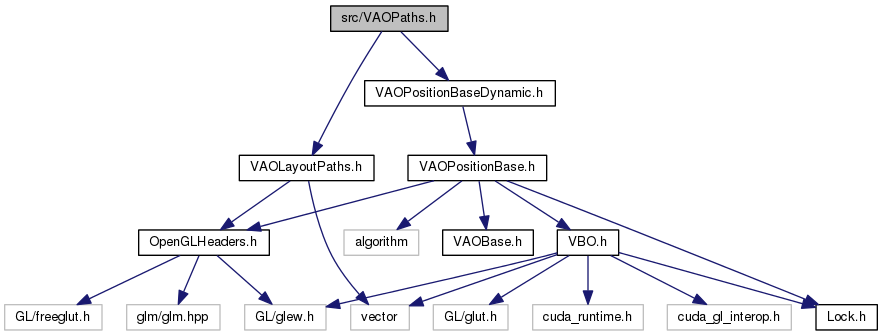 src/VAOPaths.h
VAOPositionBaseDynamic.h
VAOLayoutPaths.h
VAOPositionBase.h
OpenGLHeaders.h
algorithm
VAOBase.h
VBO.h
GL/freeglut.h
glm/glm.hpp
GL/glew.h
vector
GL/glut.h
cuda_runtime.h
cuda_gl_interop.h
Lock.h